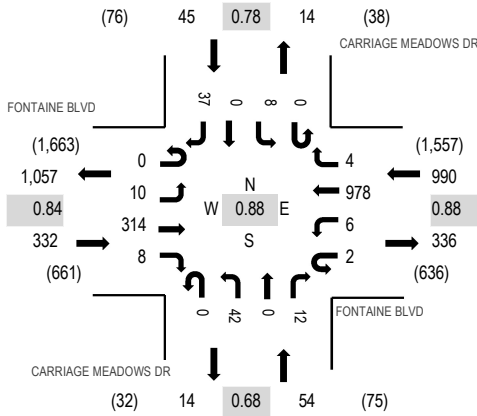 (76) 45 0.78 14 (38)
CARRIAGE MEADOWS DR
37 0 8 0
FONTAINE BLVD
(1,663) (1,557)
0 4
1,057 990
10 N 978
0.84 W 0.88 E 0.88
314 6
332 S 336
8 2
(661) (636)
0 42 0 12
FONTAINE BLVD
CARRIAGE MEADOWS DR
(32) 14 0.68 54 (75)